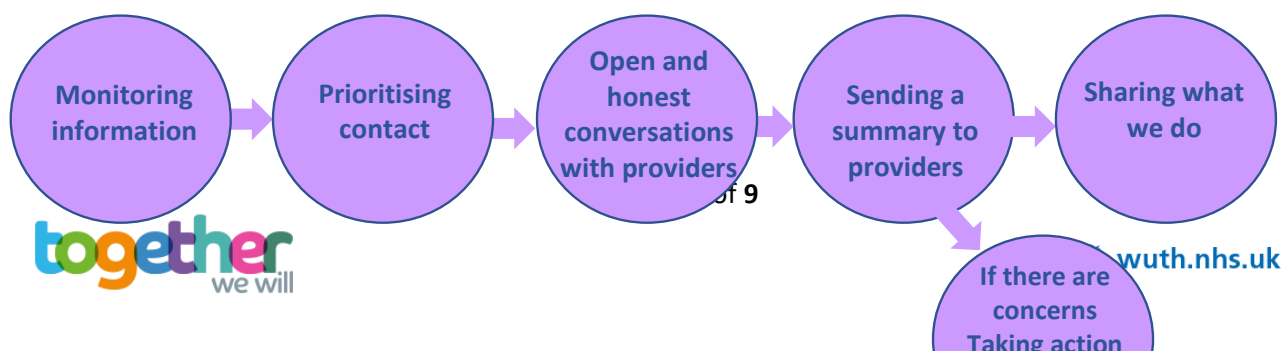 Monitoring
information
Prioritising
contact
Open and
honest
conversations
with providers
Sending a
summary to
providers
Sharing what
we do
of 9
together
we will
wuth.nhs.uk
If there are
concerns
Taking action